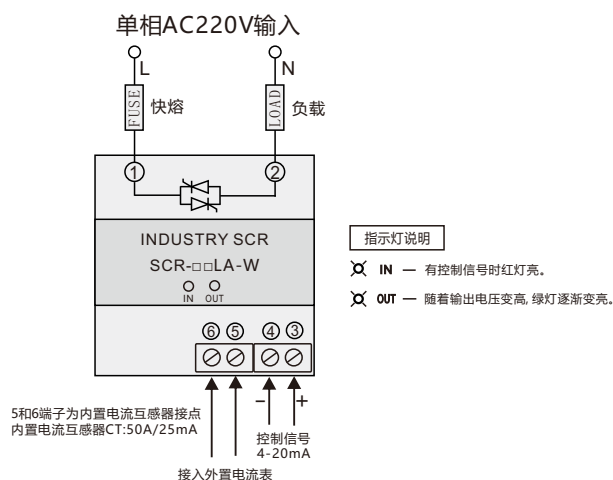 单相AC220V输入
L
N
FUSE
快熔
LOAD
负载
①
②
INDUSTRY SCR
SCR-□□LA-W
IN
OUT
⑥
⑤
④
③
−
+
5和6端子为内置电流互感器接点
内置电流互感器CT:50A/25mA
控制信号
4-20mA
接入外置电流表
指示灯说明
IN — 有控制信号时红灯亮。
OUT — 随着输出电压变高, 绿灯逐渐变亮。